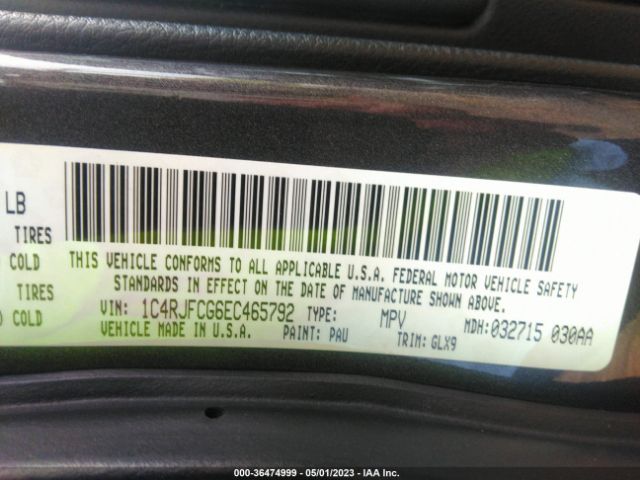 LB
TIRES
COLD
TIRES
COLD
THIS VEHICLE CONFORMS TO ALL APPLICABLE U.S.A. FEDERAL MOTOR VEHICLE SAFETY
STANDARDS IN EFFECT ON THE DATE OF MANUFACTURE SHOWN ABOVE.
VIN: 1C4RJFCG6EC465792 TYPE: MPV MDH: 032715 030AA
VEHICLE MADE IN U.S.A. PAINT: PAU TRIM: GLX9
000-36474999 - 05/01/2023 - IAA Inc.